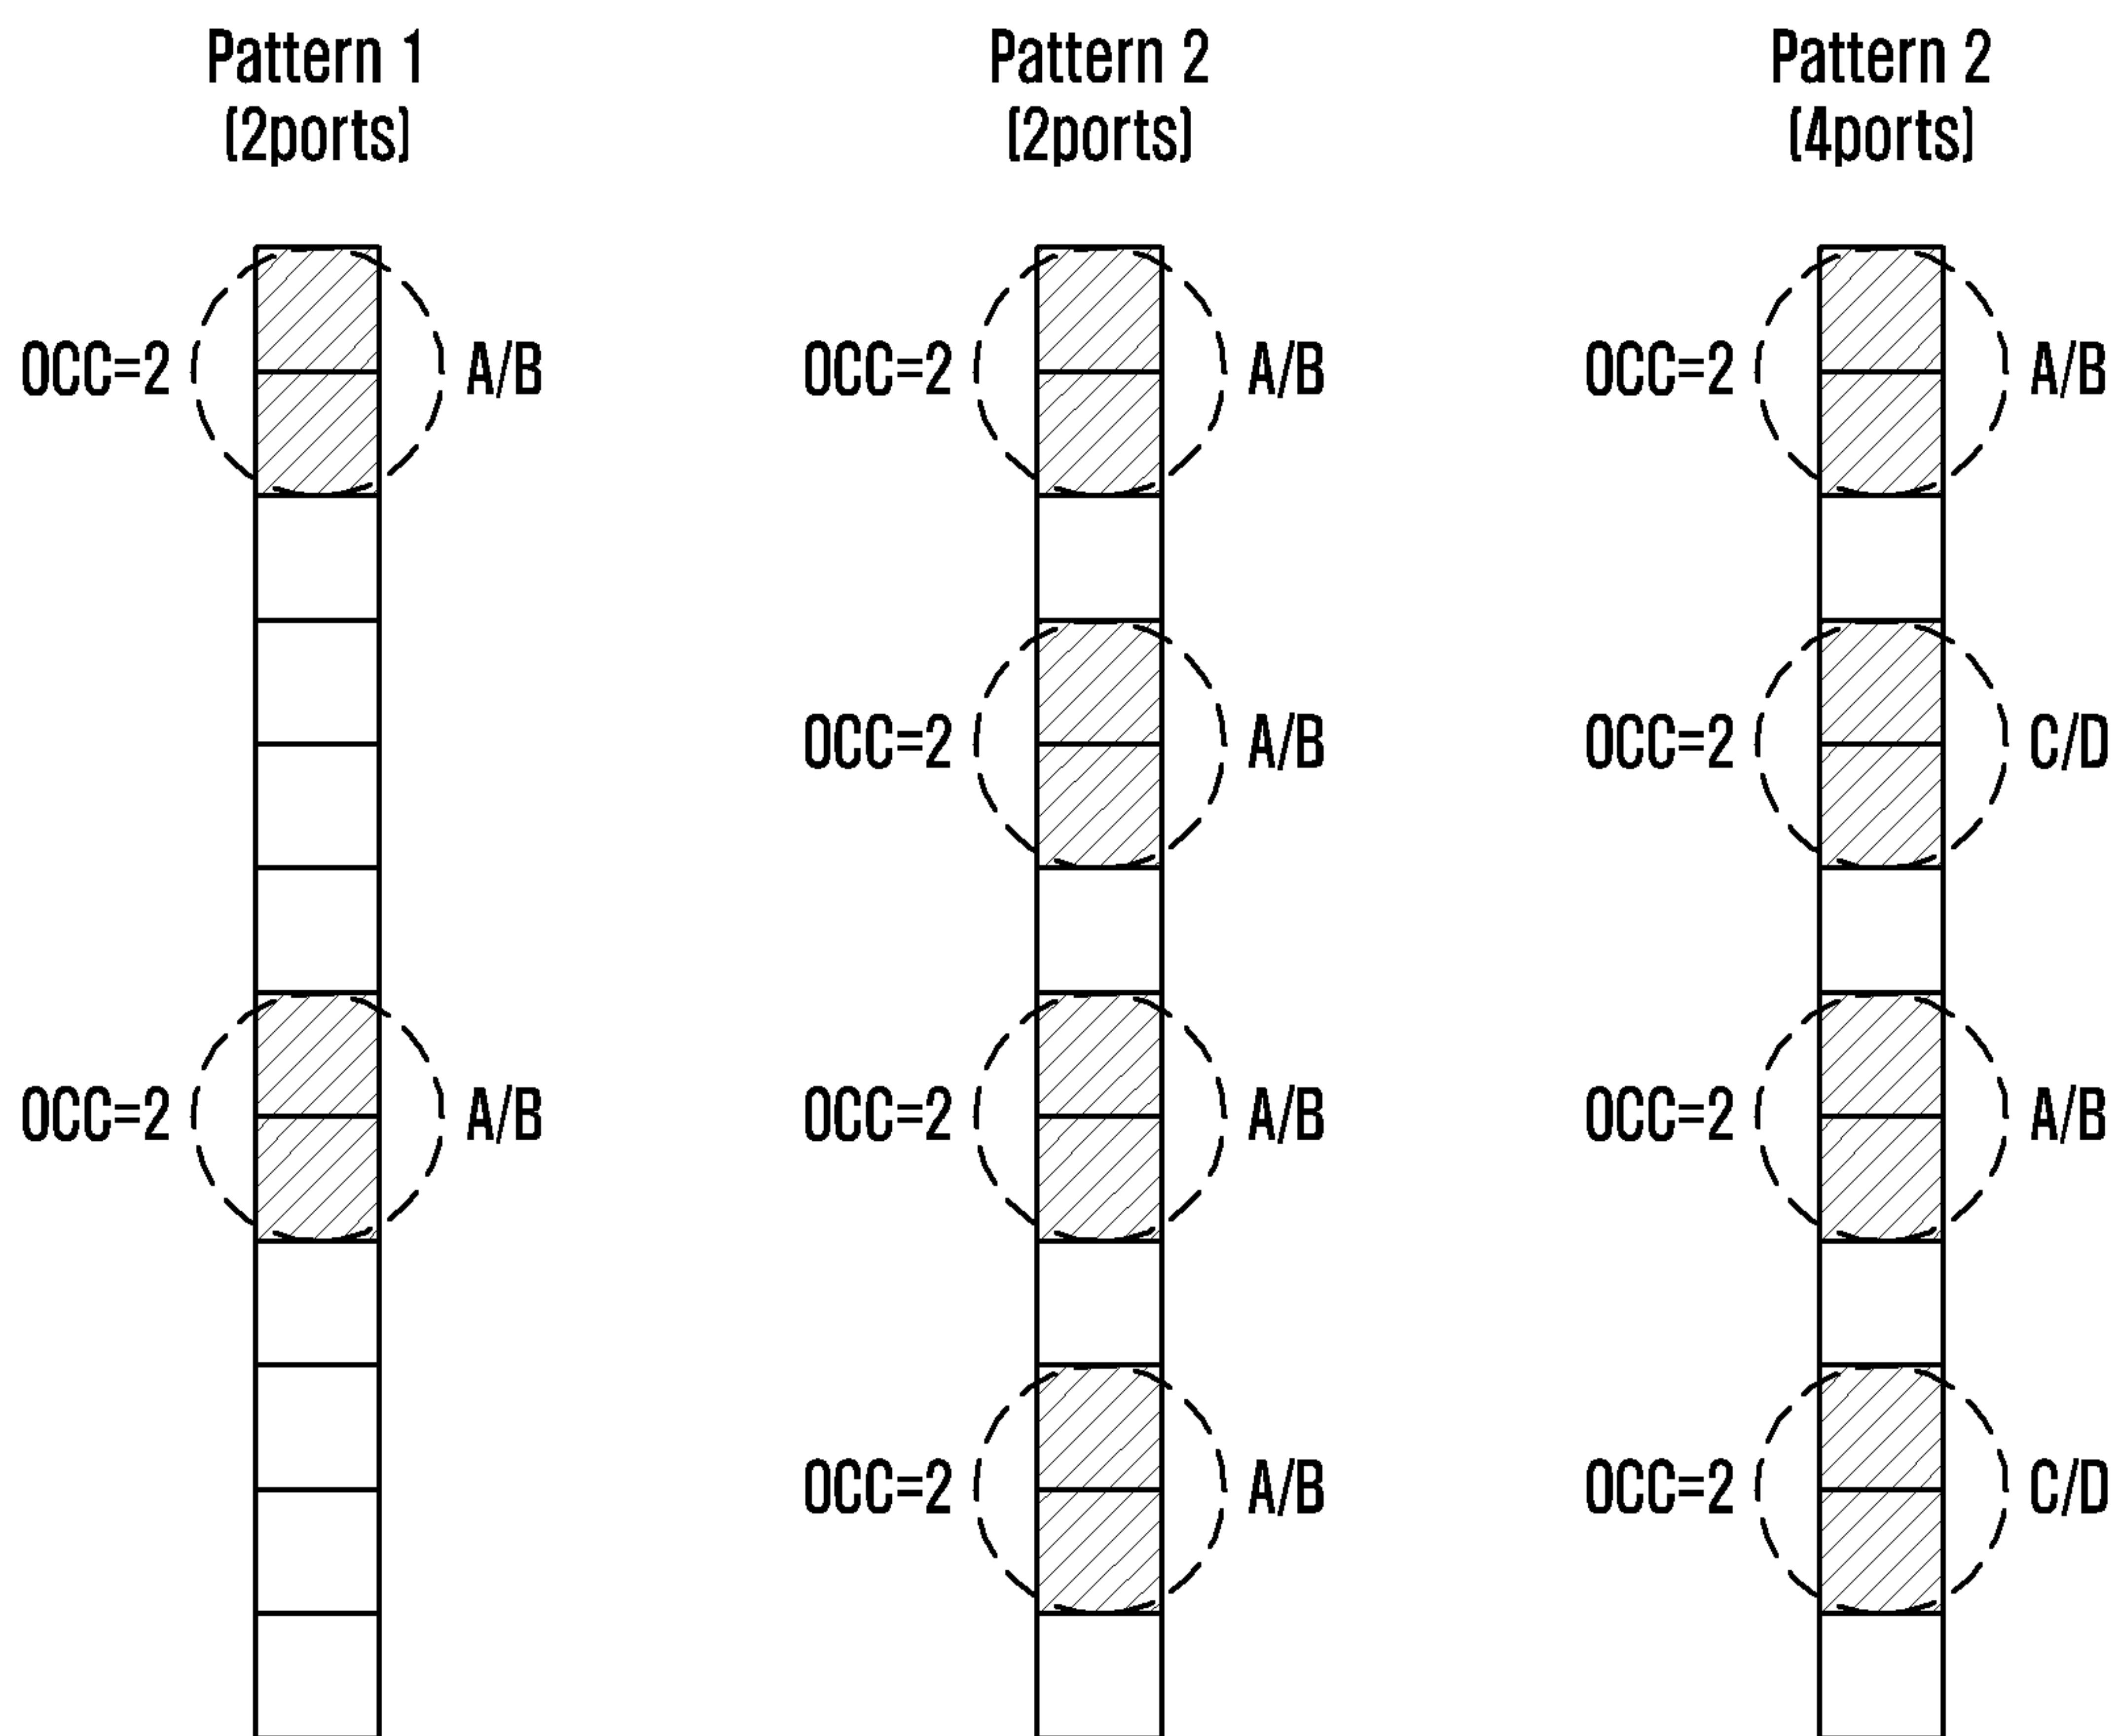 Pattern 1
(2ports)
Pattern 2
(2ports)
Pattern 2
(4ports)
OCC=2 A/B OCC=2 A/B OCC=2 A/B
OCC=2 A/B OCC=2 C/D
OCC=2 A/B OCC=2 A/B OCC=2 A/B
OCC=2 A/B OCC=2 C/D